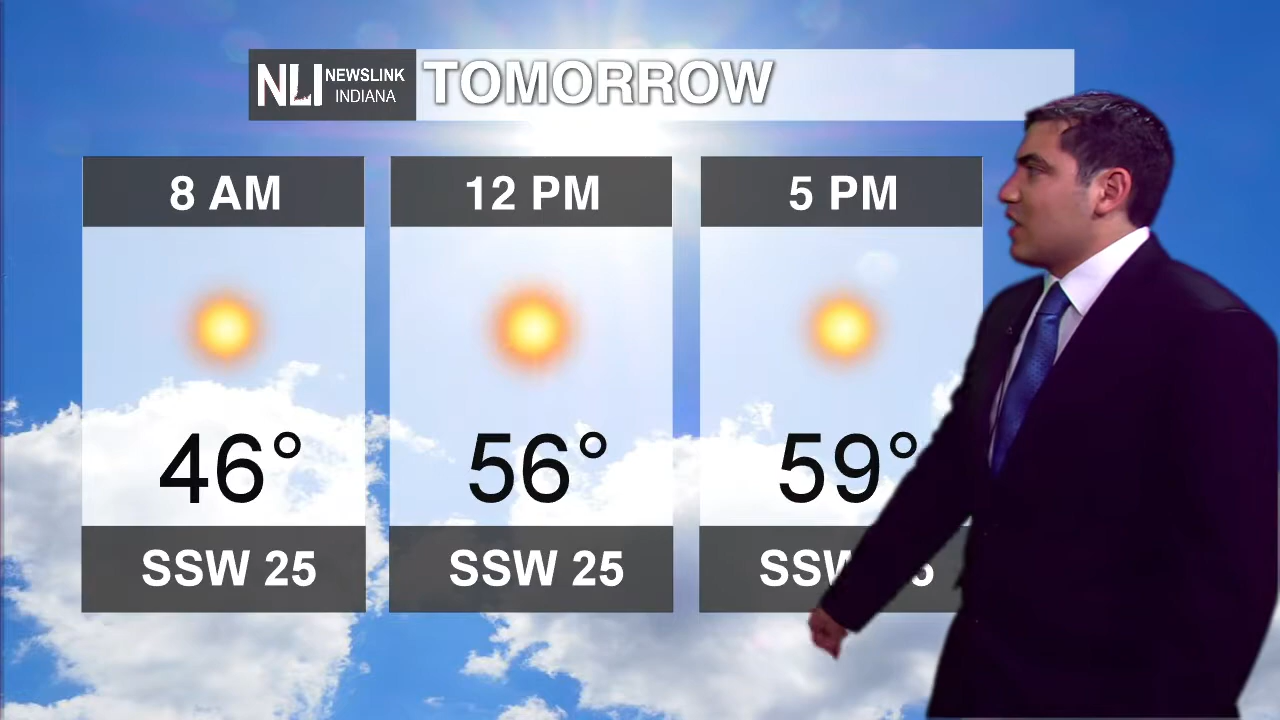 NLI NEWSLINK INDIANA
TOMORROW
8 AM
12 PM
5 PM
46°
56°
59°
SSW 25
SSW 25